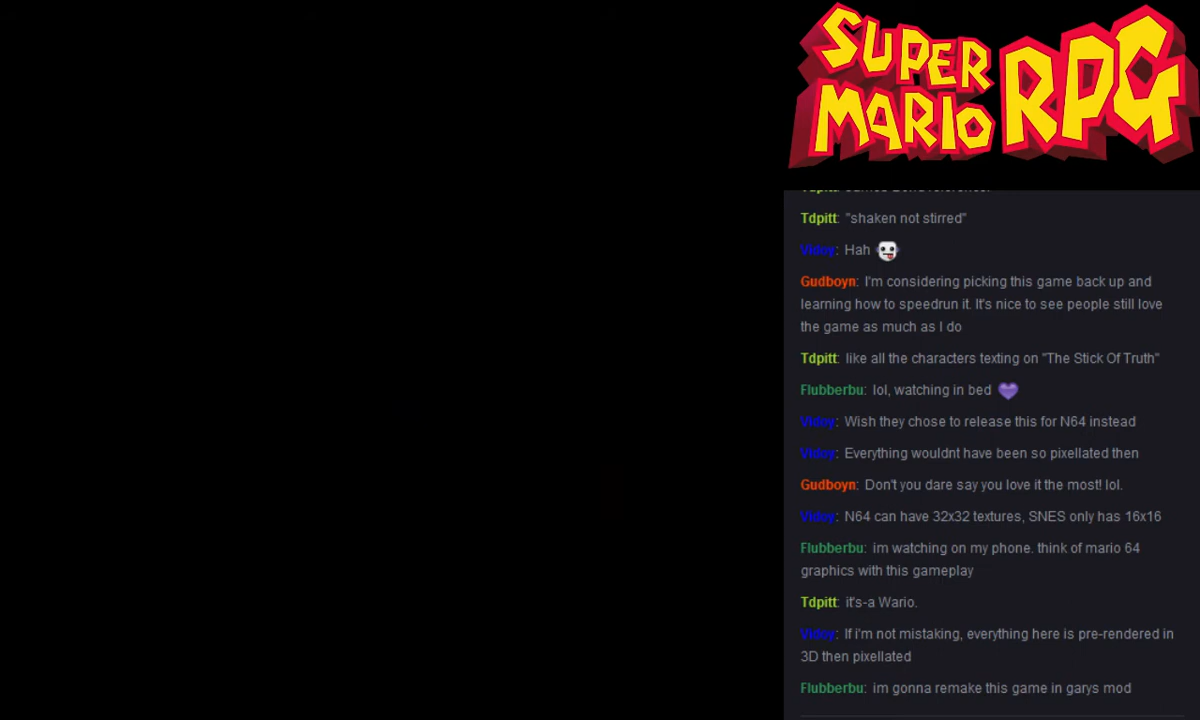 SUPER
MARIO RPG
Tdpitt: "shaken not stirred"
Vidoy: Hah
Gudboyn: I'm considering picking this game back up and
learning how to speedrun it. It's nice to see people still love
the game as much as I do
Tdpitt: like all the characters texting on "The Stick Of Truth"
Flubberbu: lol, watching in bed
Vidoy: Wish they chose to release this for N64 instead
Vidoy: Everything wouldnt have been so pixellated then
Gudboyn: Don't you dare say you love it the most! lol.
Vidoy: N64 can have 32x32 textures, SNES only has 16x16
Flubberbu: im watching on my phone. think of mario 64
graphics with this gameplay
Tdpitt: it's-a Wario.
Vidoy: If i'm not mistaking, everything here is pre-rendered in
3D then pixellated
Flubberbu: im gonna remake this game in garys mod